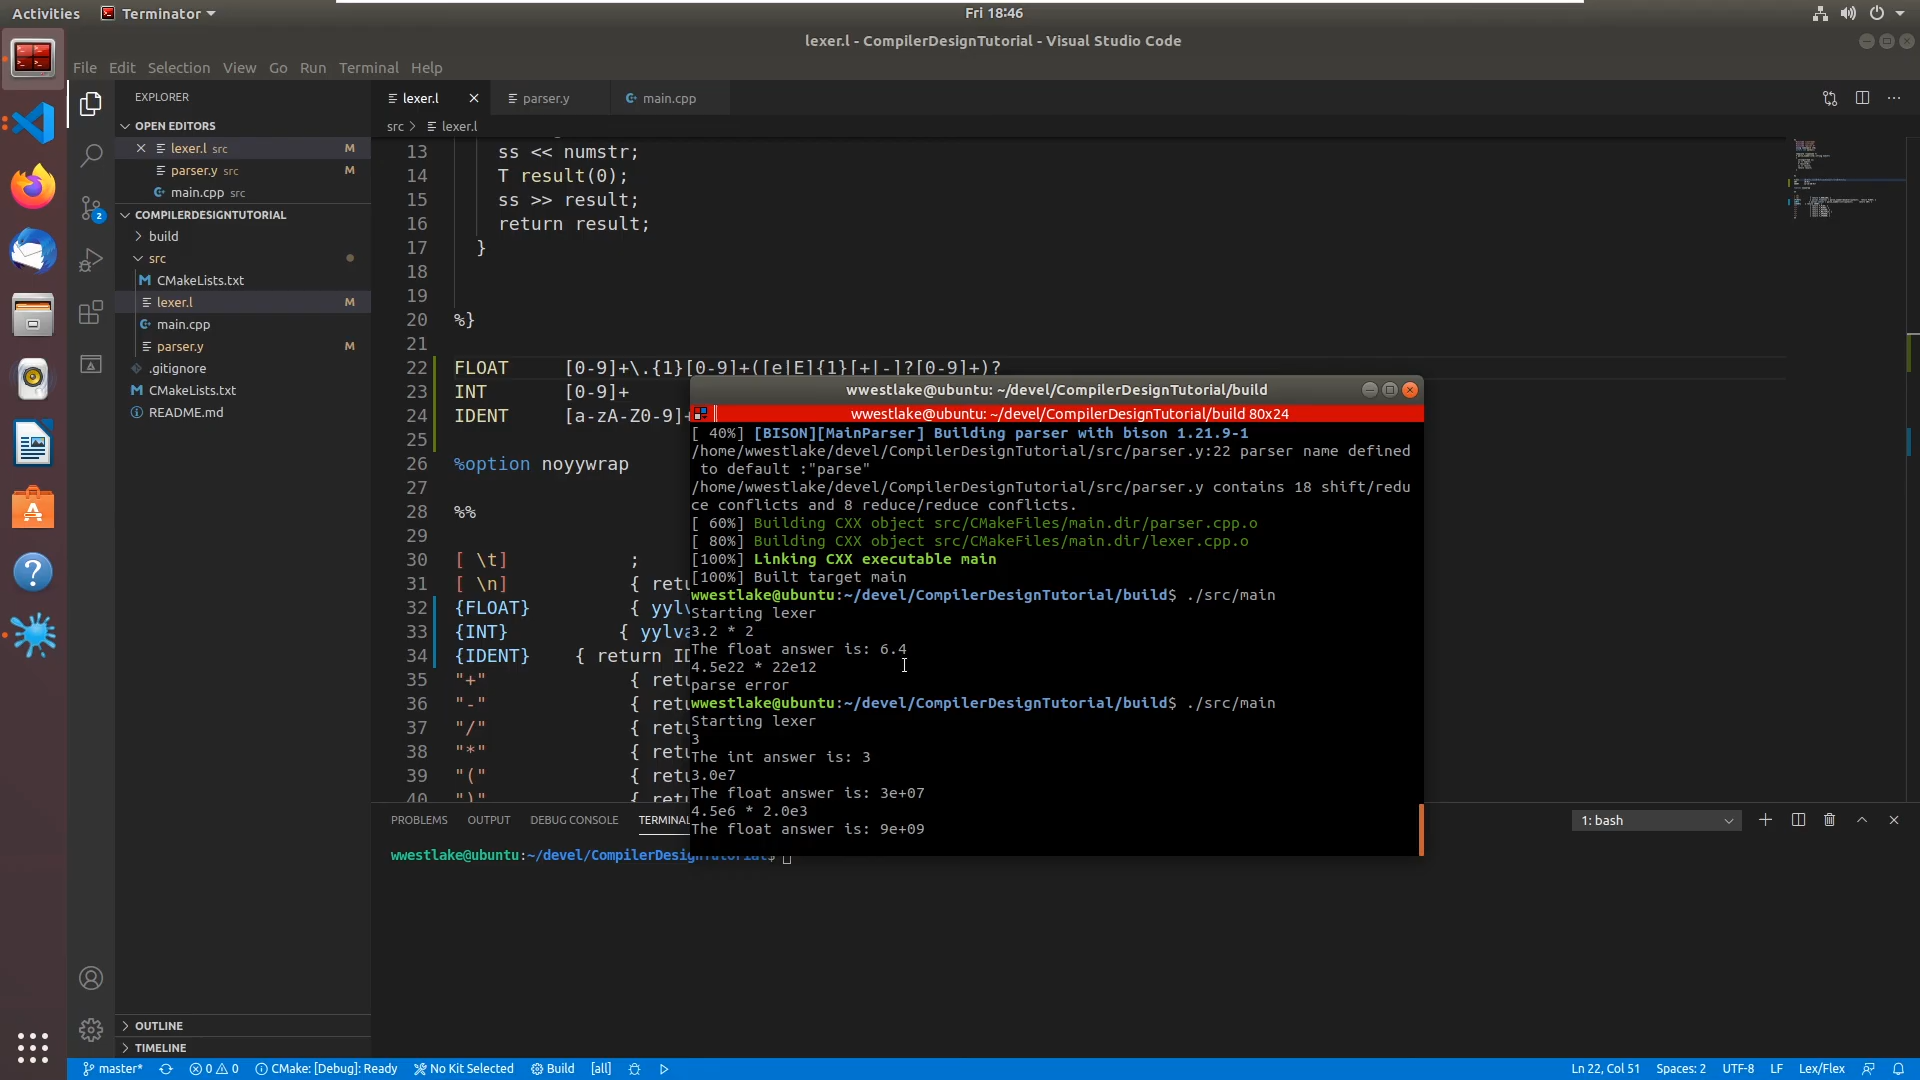 Activities
Terminator
Fri 18:46
lexer.l - CompilerDesignTutorial - Visual Studio Code
File Edit Selection View Go Run Terminal Help
EXPLORER
OPEN EDITORS
lexer.l src M
parser.y src M
main.cpp src
COMPILERDESIGNTUTORIAL
build
src
CMakeLists.txt
lexer.l M
main.cpp
parser.y M
.gitignore
CMakeLists.txt
README.md
OUTLINE
TIMELINE
2
lexer.l
parser.y
main.cpp
src > lexer.l
13 ss << numstr;
14 T result(0);
15 ss >> result;
16 return result;
17 }
18
19
20 %}
21
22 FLOAT [0-9]+\.{1}[0-9]+([e|E]{1}[+|-]?[0-9]+)?
23 INT [0-9]+
24 IDENT [a-zA-Z0-9]+
25
26 %option noyywrap
27
28 %%
29
30 [ \t] ;
31 [ \n] { retu
32 {FLOAT} { yylv
33 {INT} { yylva
34 {IDENT} { return ID
35 "+" { retu
36 "-" { retu
37 "/" { retu
38 "*" { retu
39 "(" { retu
40 ")" { retu
wwestlake@ubuntu: ~/devel/CompilerDesignTutorial/build
wwestlake@ubuntu: ~/devel/CompilerDesignTutorial/build 80x24
[ 40%] [BISON][MainParser] Building parser with bison 1.21.9-1
/home/wwestlake/devel/CompilerDesignTutorial/src/parser.y:22 parser name defined
to default :"parse"
/home/wwestlake/devel/CompilerDesignTutorial/src/parser.y contains 18 shift/redu
ce conflicts and 8 reduce/reduce conflicts.
[ 60%] Building CXX object src/CMakeFiles/main.dir/parser.cpp.o
[ 80%] Building CXX object src/CMakeFiles/main.dir/lexer.cpp.o
[100%] Linking CXX executable main
[100%] Built target main
wwestlake@ubuntu:~/devel/CompilerDesignTutorial/build$ ./src/main
Starting lexer
3.2 * 2
The float answer is: 6.4
4.5e22 * 22e12
parse error
wwestlake@ubuntu:~/devel/CompilerDesignTutorial/build$ ./src/main
Starting lexer
3
The int answer is: 3
3.0e7
The float answer is: 3e+07
4.5e6 * 2.0e3
The float answer is: 9e+09
PROBLEMS OUTPUT DEBUG CONSOLE TERMINAL
1: bash
wwestlake@ubuntu:~/devel/CompilerDesignTutorial$
master* 0 0 CMake: [Debug]: Ready No Kit Selected Build [all]
Ln 22, Col 51 Spaces: 2 UTF-8 LF Lex/Flex